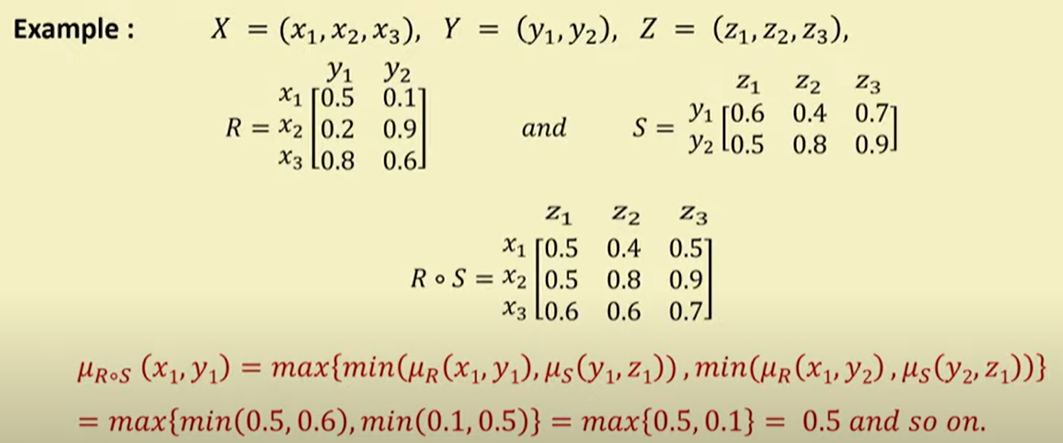 Example : X = (x₁, x₂, x₃), Y = (y₁, y₂), Z = (z₁, z₂, z₃),
y₁ y₂
z₁ z₂ z₃
x₁ [0.5 0.1]
R = x₂ [0.2 0.9] and S =
x₃ [0.8 0.6]
y₁ [0.6 0.4 0.7]
y₂ [0.5 0.8 0.9]
z₁ z₂ z₃
x₁ [0.5 0.4 0.5]
R ∘ S = x₂ [0.5 0.8 0.9]
x₃ [0.6 0.6 0.7]
μ_R∘S (x₁, y₁) = max{min(μ_R(x₁, y₁), μ_S(y₁, z₁)), min(μ_R(x₁, y₂), μ_S(y₂, z₁))}
= max{min(0.5, 0.6), min(0.1, 0.5)} = max{0.5, 0.1} = 0.5 and so on.